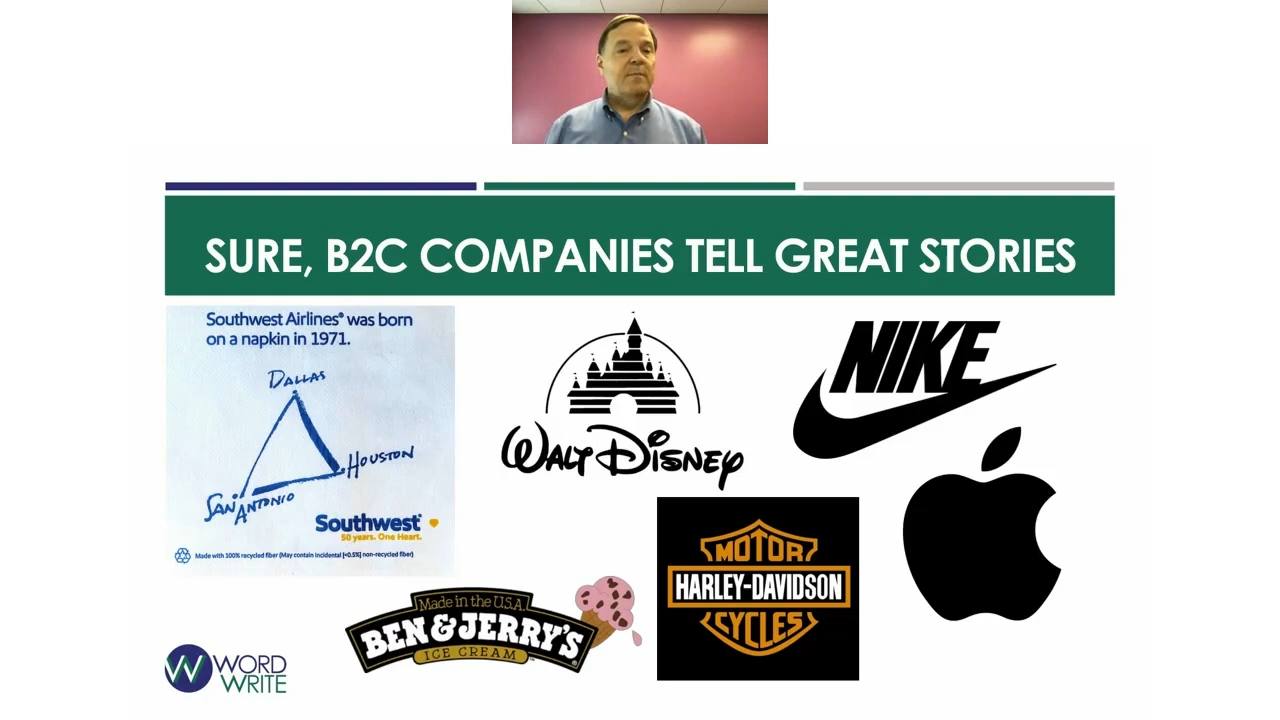 SURE, B2C COMPANIES TELL GREAT STORIES
Southwest Airlines® was born
on a napkin in 1971.
DALLAS
HOUSTON
SAN ANTONIO
Southwest®
50 years. One Heart.
Made with 100% recycled fiber (May contain incidental [<0.5%] non-recycled fiber)
WALT DISNEY
NIKE
MOTOR
HARLEY-DAVIDSON
CYCLES
Made in the U.S.A.
BEN & JERRY'S
ICE CREAM
W WORD
WRITE